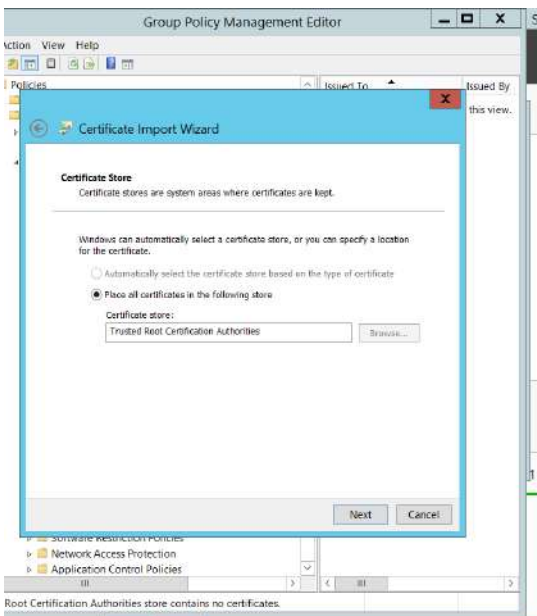 Group Policy Management Editor
Action View Help
Policies
Issued To
Issued By
this view.
Certificate Import Wizard
Certificate Store
Certificate stores are system areas where certificates are kept.
Windows can automatically select a certificate store, or you can specify a location
for the certificate.
Automatically select the certificate store based on the type of certificate
Place all certificates in the following store
Certificate store:
Trusted Root Certification Authorities
Browse...
Next
Cancel
Software Restriction Policies
Network Access Protection
Application Control Policies
Root Certification Authorities store contains no certificates.